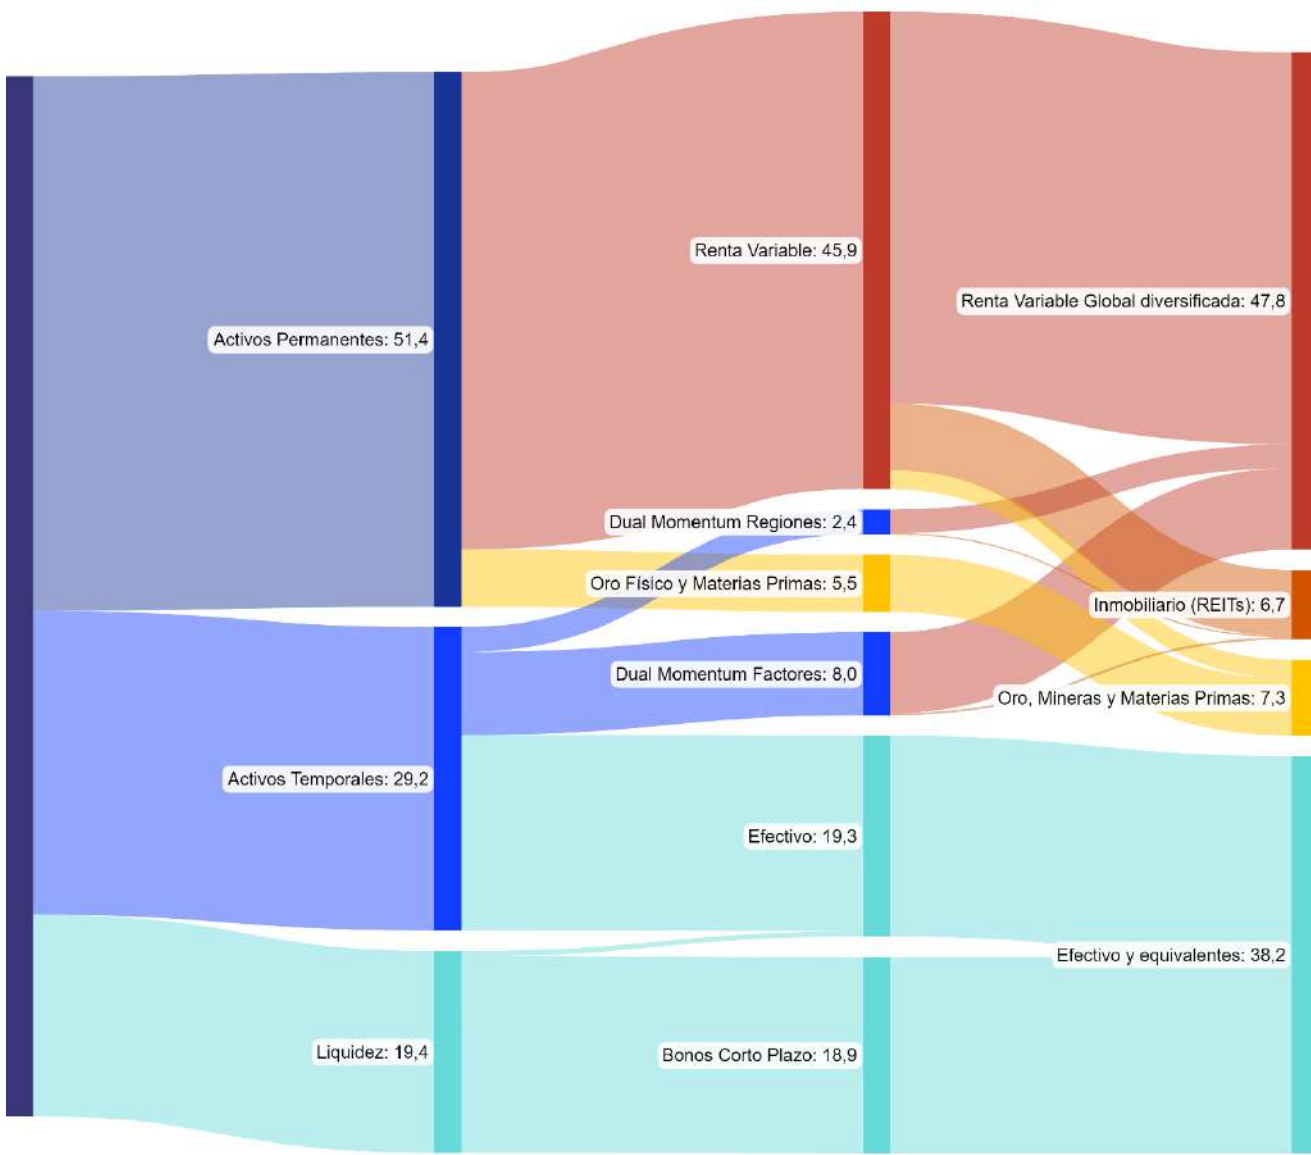 Activos Permanentes: 51,4
Activos Temporales: 29,2
Liquidez: 19,4
Renta Variable: 45,9
Dual Momentum Regiones: 2,4
Oro Físico y Materias Primas: 5,5
Dual Momentum Factores: 8,0
Efectivo: 19,3
Bonos Corto Plazo: 18,9
Renta Variable Global diversificada: 47,8
Inmobiliario (REITs): 6,7
Oro, Mineras y Materias Primas: 7,3
Efectivo y equivalentes: 38,2